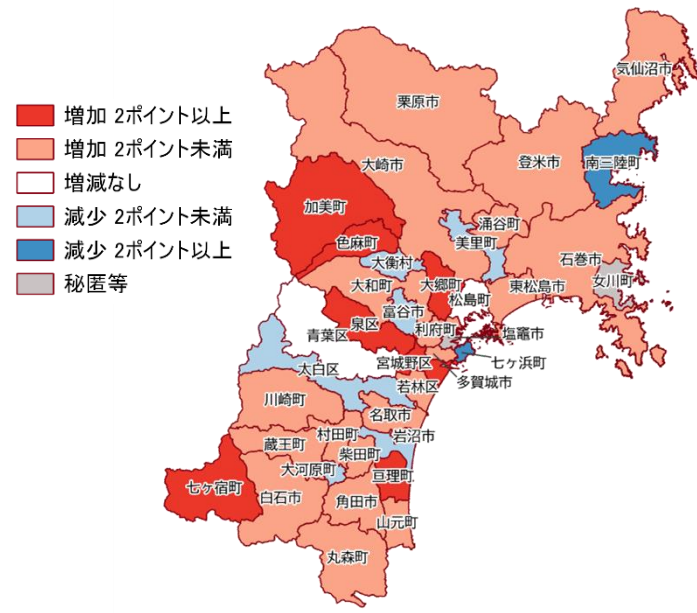 増加 2ポイント以上
増加 2ポイント未満
増減なし
減少 2ポイント未満
減少 2ポイント以上
秘匿等
気仙沼市
栗原市
大崎市
登米市
南三陸町
加美町
涌谷町
色麻町
美里町
石巻市
大衡村
大和町
大郷町
東松島市
女川町
松島町
富谷市
泉区
利府町
塩竈市
青葉区
宮城野区
七ヶ浜町
太白区
多賀城市
若林区
川崎町
名取市
村田町
岩沼市
蔵王町
柴田町
大河原町
亘理町
七ヶ宿町
白石市
角田市
山元町
丸森町